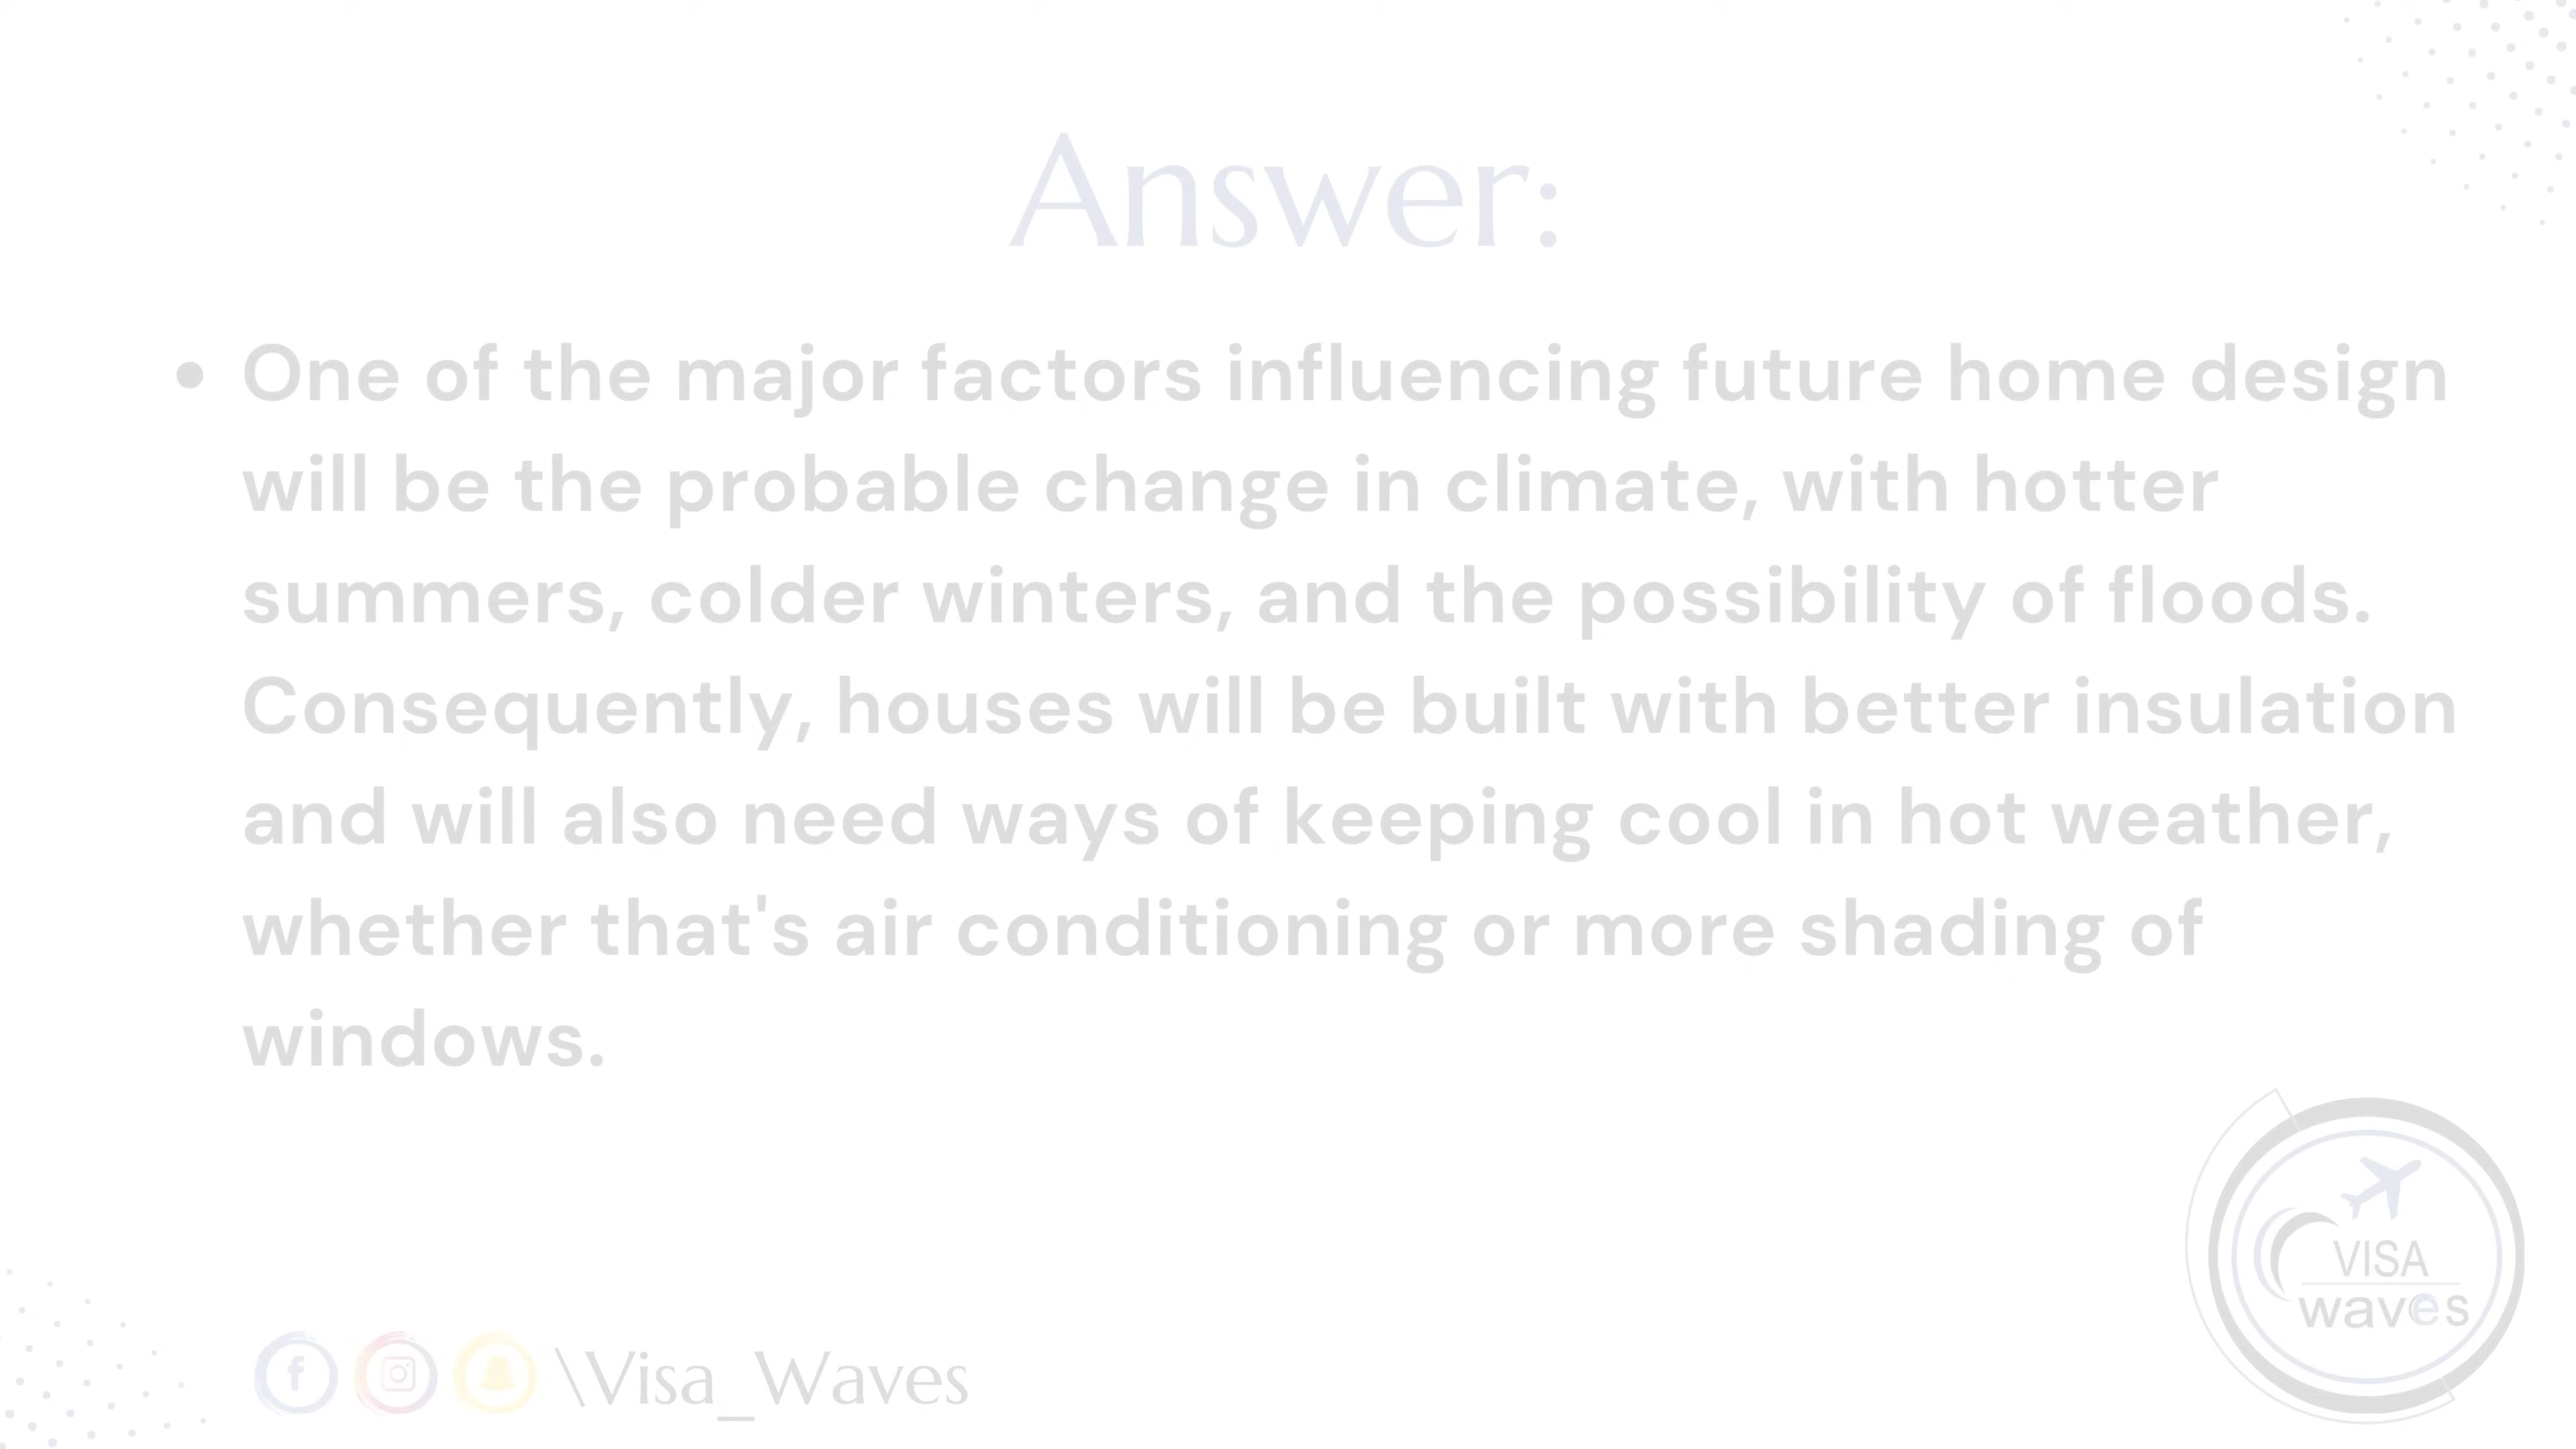 Answer:
• One of the major factors influencing future home design
will be the probable change in climate, with hotter
summers, colder winters, and the possibility of floods.
Consequently, houses will be built with better insulation
and will also need ways of keeping cool in hot weather,
whether that's air conditioning or more shading of
windows.
VISA
waves
\Visa_Waves